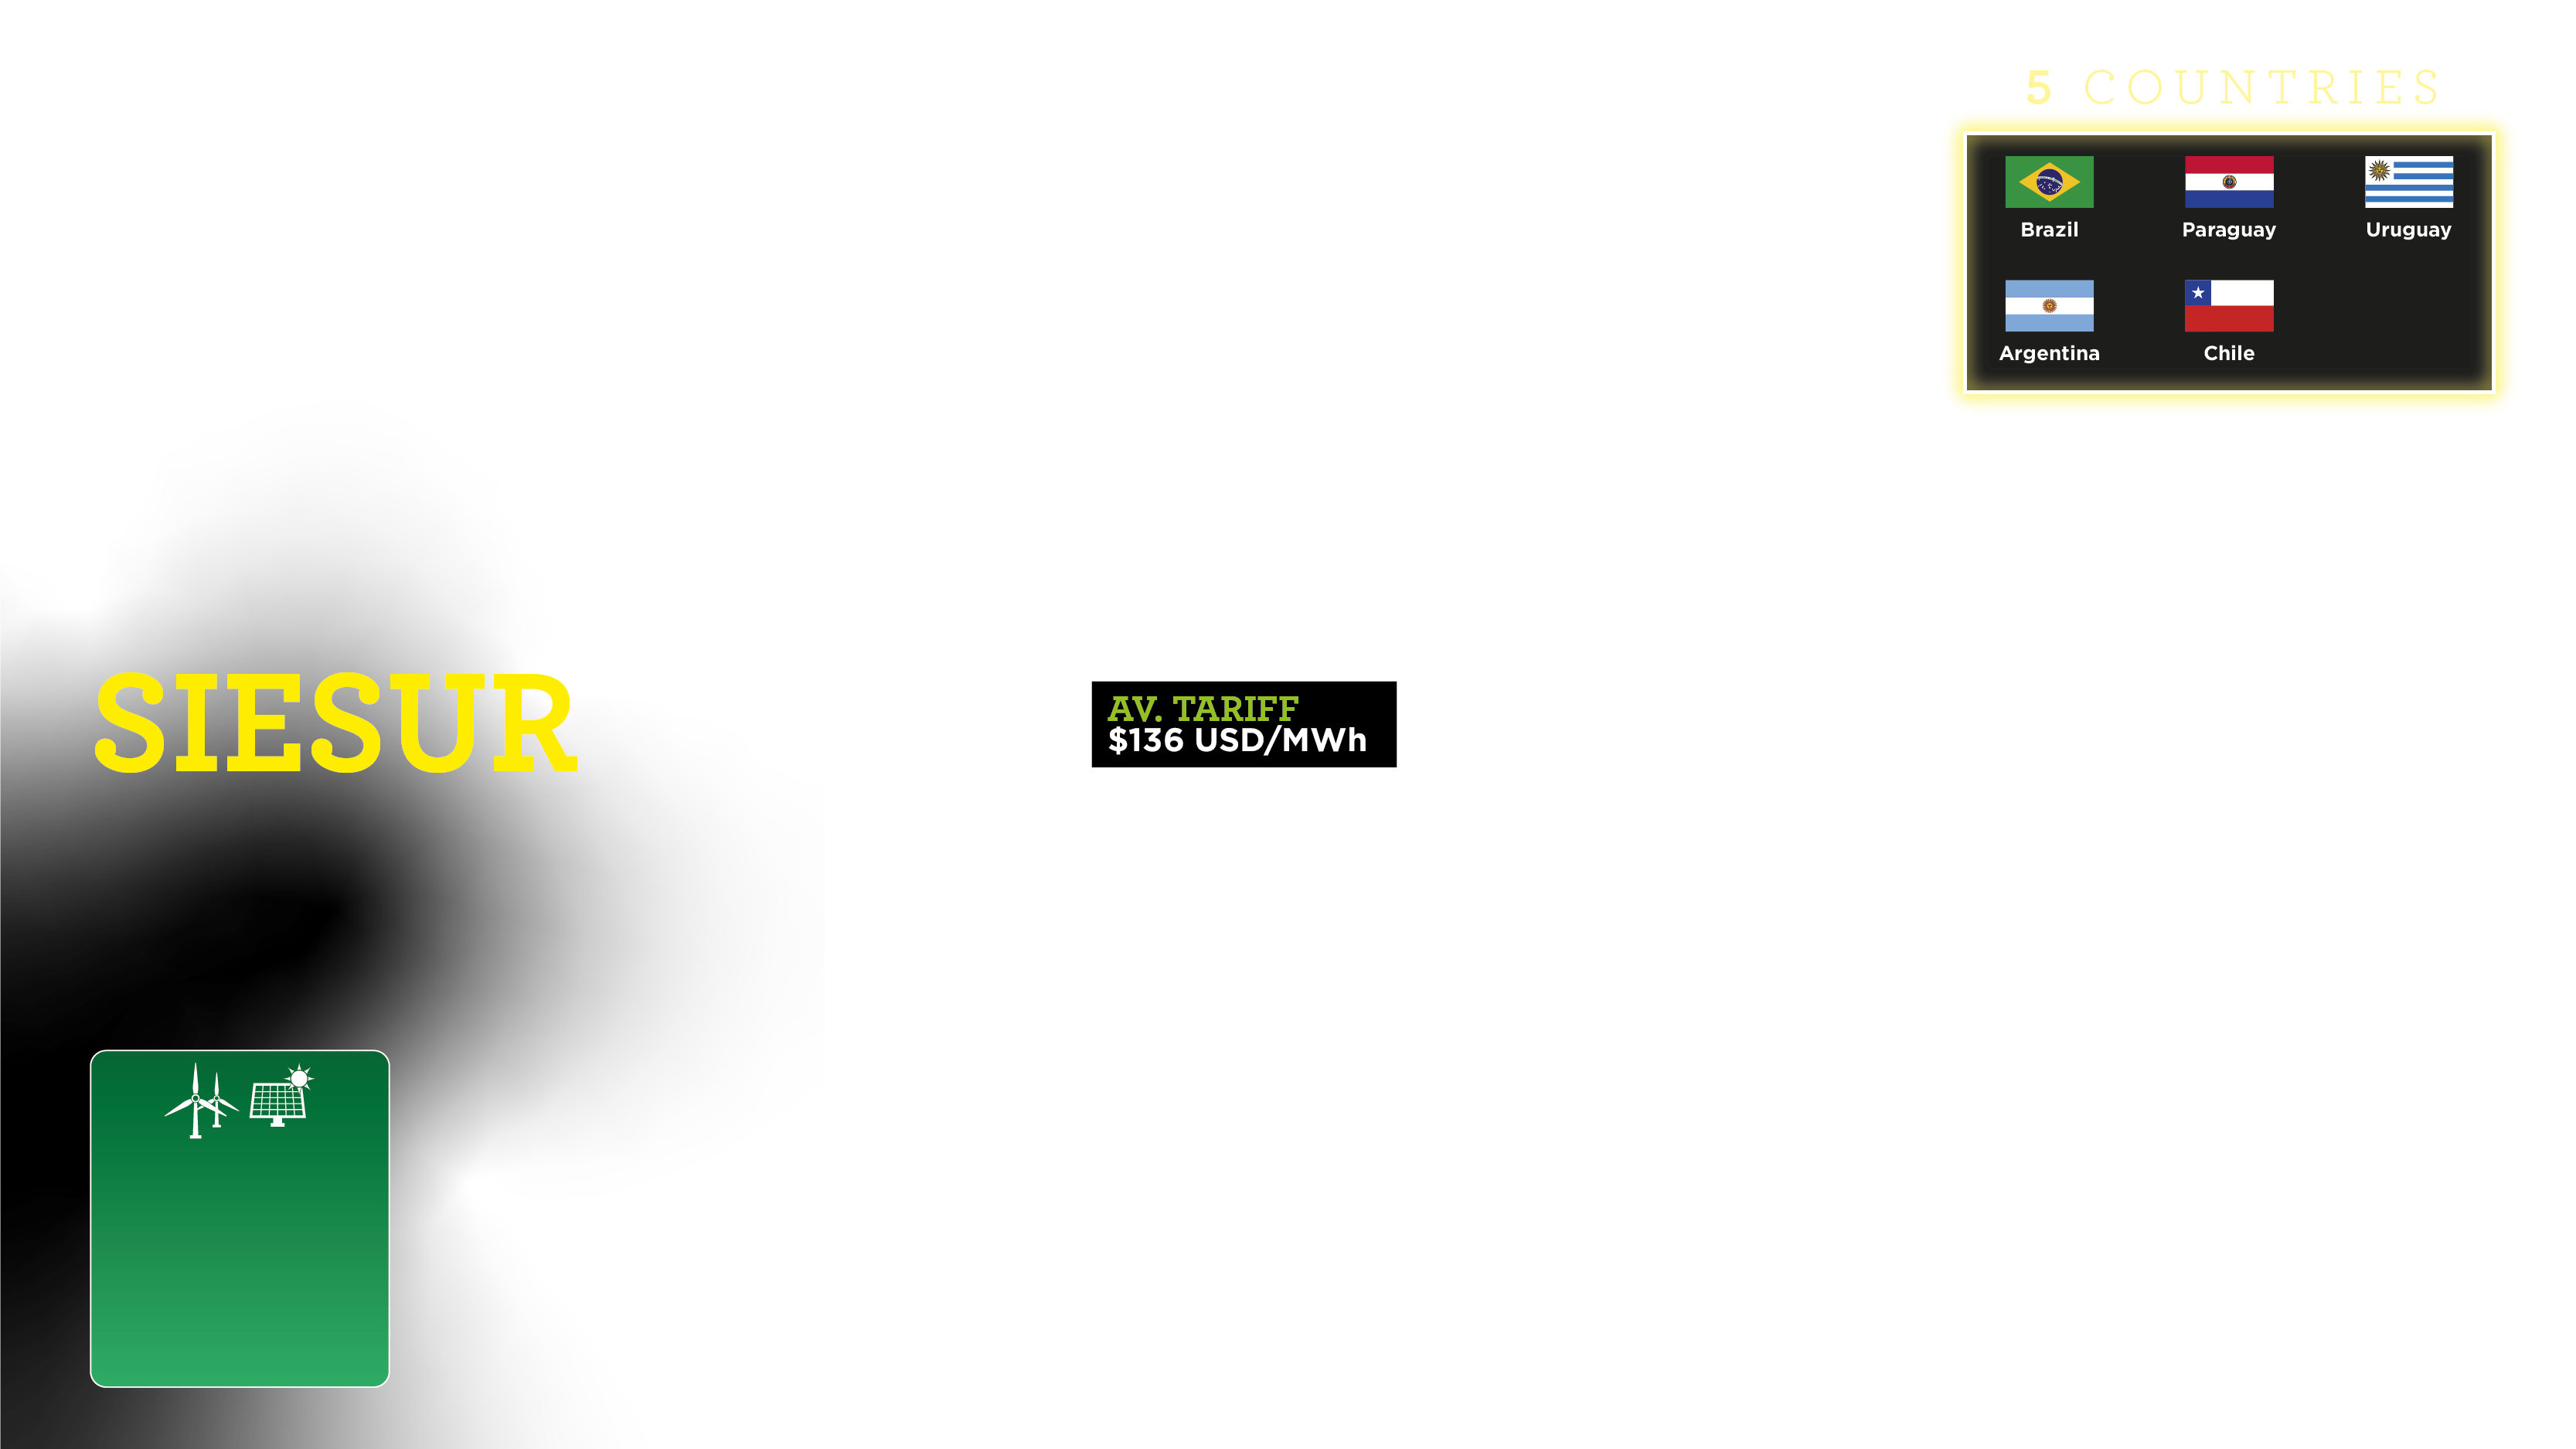 5 COUNTRIES
Brazil Paraguay Uruguay
Argentina Chile
SIESUR
AV. TARIFF
$136 USD/MWh